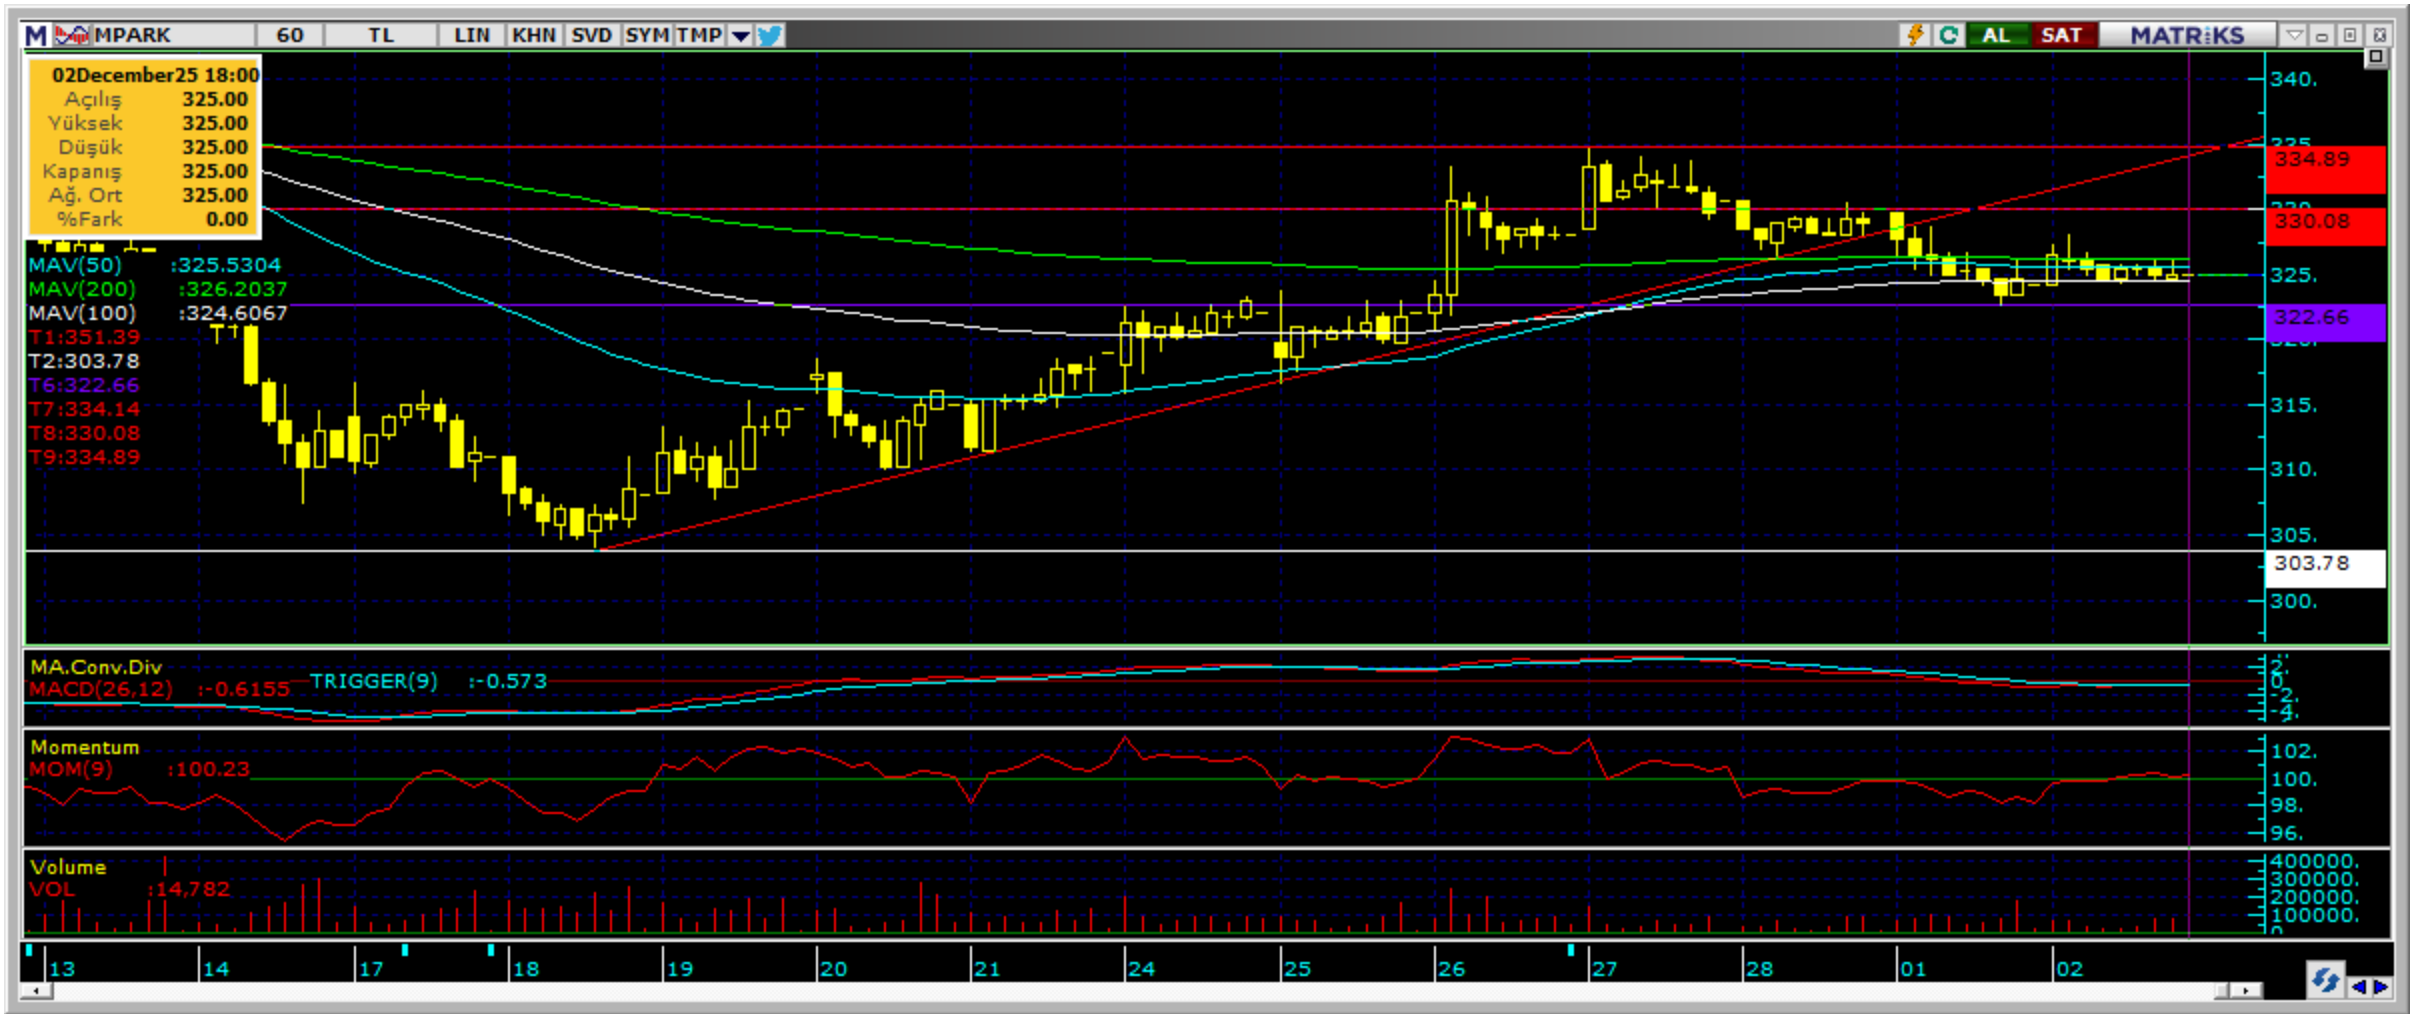 M MPARK 60 TL LIN KHN SVD SYM TMP AL SAT MATRiKS
02December25 18:00
Açılış 325.00
Yüksek 325.00
Düşük 325.00
Kapanış 325.00
Ağ. Ort 325.00
%Fark 0.00
MAV(50) :325.5304
MAV(200) :326.2037
MAV(100) :324.6067
T1:351.39
T2:303.78
T6:322.66
T7:334.14
T8:330.08
T9:334.89
340.
334.89
330.08
325.
322.66
315.
310.
305.
303.78
300.
MA.Conv.Div
MACD(26,12) :-0.6155 TRIGGER(9) :-0.573
2.
0.
-2.
-4.
Momentum
MOM(9) :100.23
102.
100.
98.
96.
Volume
VOL :14,782
400000.
300000.
200000.
100000.
13 14 17 18 19 20 21 24 25 26 27 28 01 02